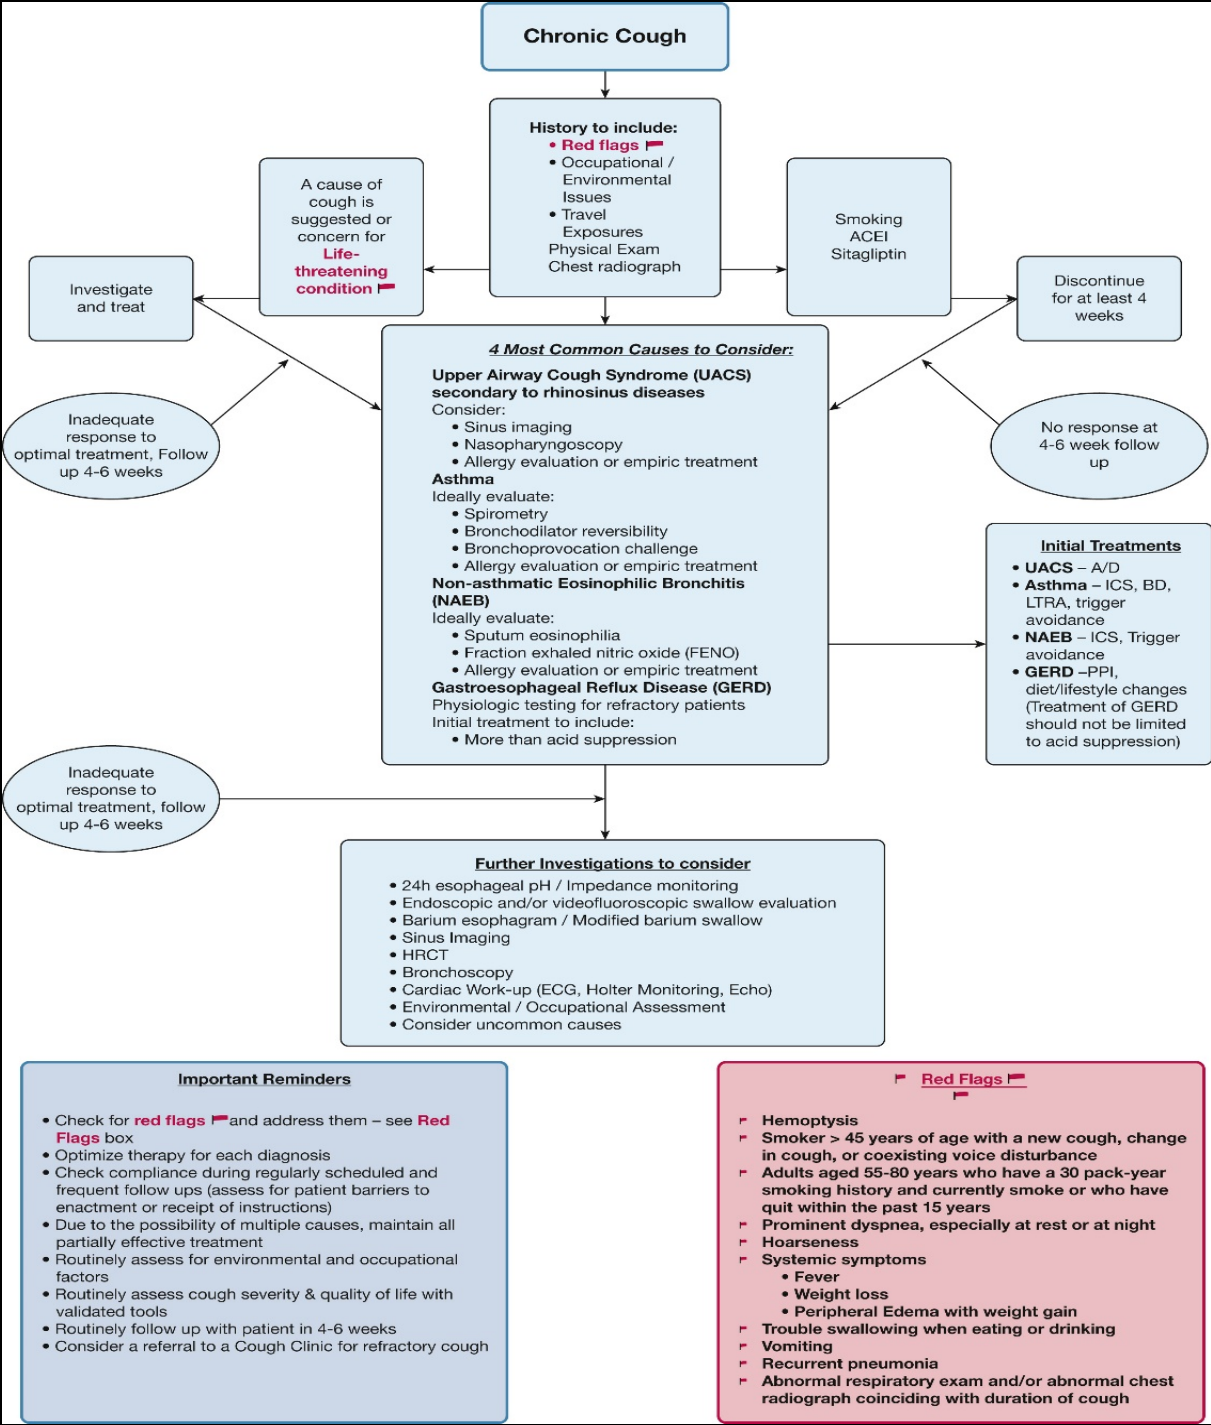 Chronic Cough
History to include:
• Red flags
• Occupational /
Environmental
Issues
• Travel
Exposures
Physical Exam
Chest radiograph
A cause of
cough is
suggested or
concern for
Life-
threatening
condition
Smoking
ACEI
Sitagliptin
Investigate
and treat
Discontinue
for at least 4
weeks
4 Most Common Causes to Consider:
Upper Airway Cough Syndrome (UACS)
secondary to rhinosinus diseases
Consider:
• Sinus imaging
• Nasopharyngoscopy
• Allergy evaluation or empiric treatment
Asthma
Ideally evaluate:
• Spirometry
• Bronchodilator reversibility
• Bronchoprovocation challenge
• Allergy evaluation or empiric treatment
Non-asthmatic Eosinophilic Bronchitis
(NAEB)
Ideally evaluate:
• Sputum eosinophilia
• Fraction exhaled nitric oxide (FENO)
• Allergy evaluation or empiric treatment
Gastroesophageal Reflux Disease (GERD)
Physiologic testing for refractory patients
Initial treatment to include:
• More than acid suppression
Inadequate
response to
optimal treatment, Follow
up 4-6 weeks
No response at
4-6 week follow
up
Initial Treatments
• UACS – A/D
• Asthma – ICS, BD,
LTRA, trigger
avoidance
• NAEB – ICS, Trigger
avoidance
• GERD –PPI,
diet/lifestyle changes
(Treatment of GERD
should not be limited
to acid suppression)
Inadequate
response to
optimal treatment, follow
up 4-6 weeks
Further Investigations to consider
• 24h esophageal pH / Impedance monitoring
• Endoscopic and/or videofluoroscopic swallow evaluation
• Barium esophagram / Modified barium swallow
• Sinus Imaging
• HRCT
• Bronchoscopy
• Cardiac Work-up (ECG, Holter Monitoring, Echo)
• Environmental / Occupational Assessment
• Consider uncommon causes
Important Reminders
• Check for red flags and address them – see Red
Flags box
• Optimize therapy for each diagnosis
• Check compliance during regularly scheduled and
frequent follow ups (assess for patient barriers to
enactment or receipt of instructions)
• Due to the possibility of multiple causes, maintain all
partially effective treatment
• Routinely assess for environmental and occupational
factors
• Routinely assess cough severity & quality of life with
validated tools
• Routinely follow up with patient in 4-6 weeks
• Consider a referral to a Cough Clinic for refractory cough
Red Flags
Hemoptysis
Smoker > 45 years of age with a new cough, change
in cough, or coexisting voice disturbance
Adults aged 55-80 years who have a 30 pack-year
smoking history and currently smoke or who have
quit within the past 15 years
Prominent dyspnea, especially at rest or at night
Hoarseness
Systemic symptoms
• Fever
• Weight loss
• Peripheral Edema with weight gain
Trouble swallowing when eating or drinking
Vomiting
Recurrent pneumonia
Abnormal respiratory exam and/or abnormal chest
radiograph coinciding with duration of cough